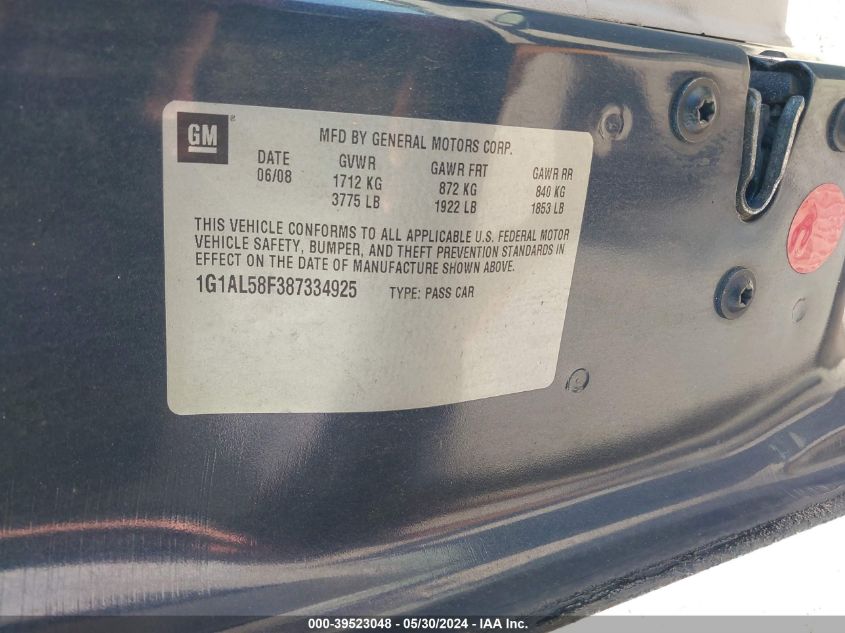 GM
MFD BY GENERAL MOTORS CORP.
DATE GVWR GAWR FRT GAWR RR
06/08 1712 KG 872 KG 840 KG
3775 LB 1922 LB 1853 LB
THIS VEHICLE CONFORMS TO ALL APPLICABLE U.S. FEDERAL MOTOR
VEHICLE SAFETY, BUMPER, AND THEFT PREVENTION STANDARDS IN
EFFECT ON THE DATE OF MANUFACTURE SHOWN ABOVE.
1G1AL58F387334925 TYPE: PASS CAR
000-39523048 - 05/30/2024 - IAA Inc.